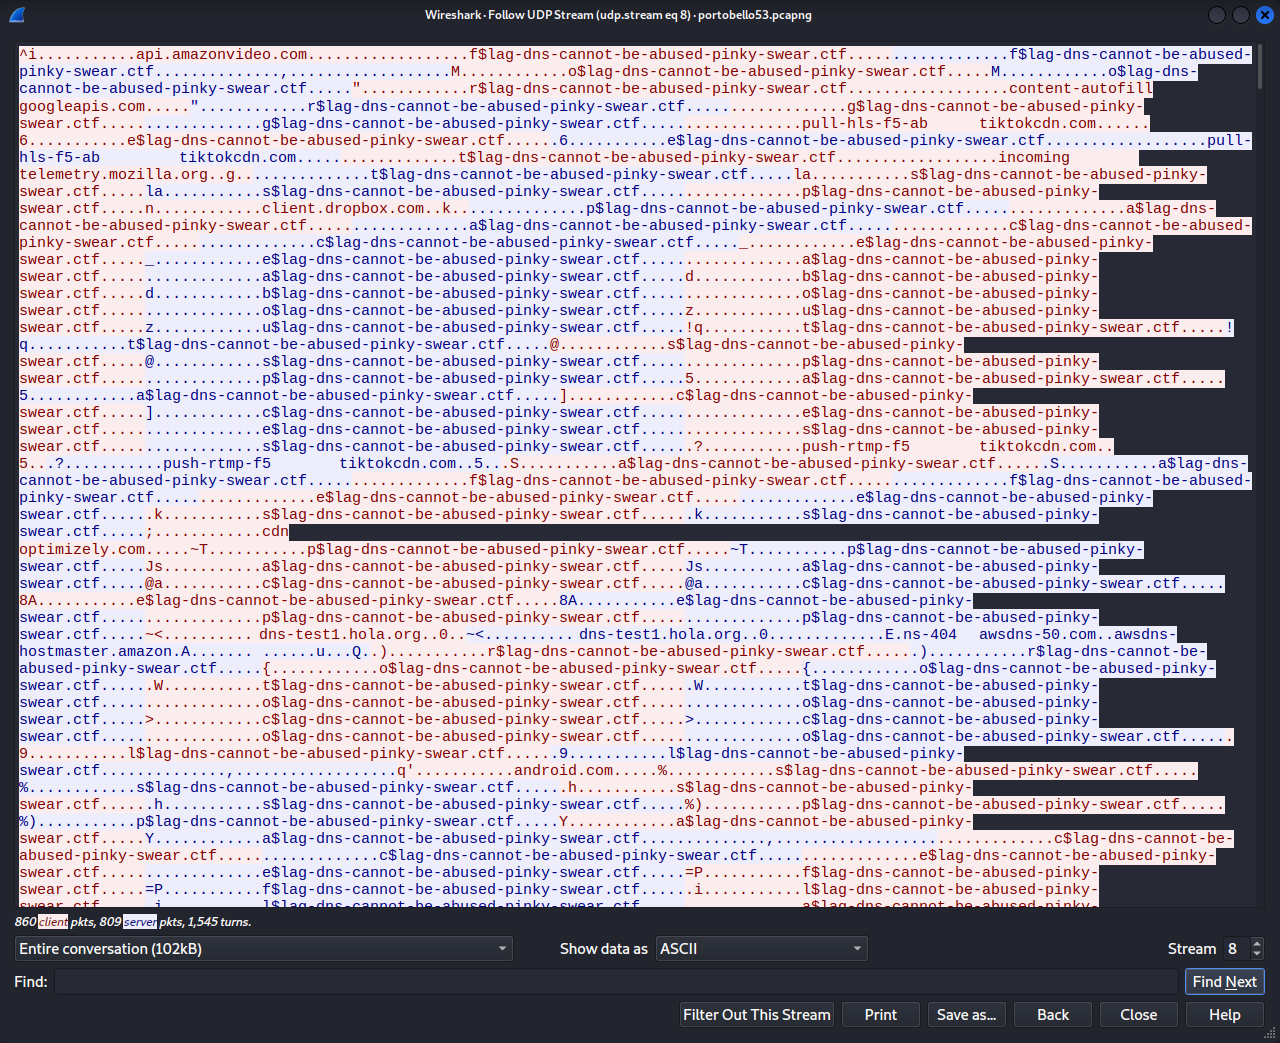 Wireshark · Follow UDP Stream (udp.stream eq 8) · portobello53.pcapng
^i...........api.amazonvideo.com..................f$lag-dns-cannot-be-abused-pinky-swear.ctf..................f$lag-dns-cannot-be-abused-
pinky-swear.ctf..............,..................M............o$lag-dns-cannot-be-abused-pinky-swear.ctf.....M............o$lag-dns-
cannot-be-abused-pinky-swear.ctf....."............r$lag-dns-cannot-be-abused-pinky-swear.ctf..................content-autofill
googleapis.com....."............r$lag-dns-cannot-be-abused-pinky-swear.ctf..................g$lag-dns-cannot-be-abused-pinky-
swear.ctf..................g$lag-dns-cannot-be-abused-pinky-swear.ctf..................pull-hls-f5-ab tiktokcdn.com......
6...........e$lag-dns-cannot-be-abused-pinky-swear.ctf......6...........e$lag-dns-cannot-be-abused-pinky-swear.ctf..................pull-
hls-f5-ab tiktokcdn.com..................t$lag-dns-cannot-be-abused-pinky-swear.ctf..................incoming
telemetry.mozilla.org..g...............t$lag-dns-cannot-be-abused-pinky-swear.ctf.....la...........s$lag-dns-cannot-be-abused-pinky-
swear.ctf.....la...........s$lag-dns-cannot-be-abused-pinky-swear.ctf..................p$lag-dns-cannot-be-abused-pinky-
swear.ctf.....n............client.dropbox.com..k..............p$lag-dns-cannot-be-abused-pinky-swear.ctf..................a$lag-dns-
cannot-be-abused-pinky-swear.ctf..................a$lag-dns-cannot-be-abused-pinky-swear.ctf..................c$lag-dns-cannot-be-abused-
pinky-swear.ctf..................c$lag-dns-cannot-be-abused-pinky-swear.ctf....._............e$lag-dns-cannot-be-abused-pinky-
swear.ctf....._............e$lag-dns-cannot-be-abused-pinky-swear.ctf..................a$lag-dns-cannot-be-abused-pinky-
swear.ctf..................a$lag-dns-cannot-be-abused-pinky-swear.ctf.....d............b$lag-dns-cannot-be-abused-pinky-
swear.ctf.....d............b$lag-dns-cannot-be-abused-pinky-swear.ctf..................o$lag-dns-cannot-be-abused-pinky-
swear.ctf..................o$lag-dns-cannot-be-abused-pinky-swear.ctf.....z............u$lag-dns-cannot-be-abused-pinky-
swear.ctf.....z............u$lag-dns-cannot-be-abused-pinky-swear.ctf.....!q...........t$lag-dns-cannot-be-abused-pinky-swear.ctf.....!
q...........t$lag-dns-cannot-be-abused-pinky-swear.ctf.....@............s$lag-dns-cannot-be-abused-pinky-
swear.ctf.....@............s$lag-dns-cannot-be-abused-pinky-swear.ctf..................p$lag-dns-cannot-be-abused-pinky-
swear.ctf..................p$lag-dns-cannot-be-abused-pinky-swear.ctf.....5............a$lag-dns-cannot-be-abused-pinky-swear.ctf.....
5............a$lag-dns-cannot-be-abused-pinky-swear.ctf.....]............c$lag-dns-cannot-be-abused-pinky-
swear.ctf.....]............c$lag-dns-cannot-be-abused-pinky-swear.ctf..................e$lag-dns-cannot-be-abused-pinky-
swear.ctf..................e$lag-dns-cannot-be-abused-pinky-swear.ctf..................s$lag-dns-cannot-be-abused-pinky-
swear.ctf..................s$lag-dns-cannot-be-abused-pinky-swear.ctf......?...........push-rtmp-f5 tiktokcdn.com..
5...?...........push-rtmp-f5 tiktokcdn.com..5...S...........a$lag-dns-cannot-be-abused-pinky-swear.ctf......S...........a$lag-dns-
cannot-be-abused-pinky-swear.ctf..................f$lag-dns-cannot-be-abused-pinky-swear.ctf..................f$lag-dns-cannot-be-abused-
pinky-swear.ctf..................e$lag-dns-cannot-be-abused-pinky-swear.ctf..................e$lag-dns-cannot-be-abused-pinky-
swear.ctf......k...........s$lag-dns-cannot-be-abused-pinky-swear.ctf......k...........s$lag-dns-cannot-be-abused-pinky-
swear.ctf.....;............cdn
optimizely.com.....~T...........p$lag-dns-cannot-be-abused-pinky-swear.ctf.....~T...........p$lag-dns-cannot-be-abused-pinky-
swear.ctf.....Js...........a$lag-dns-cannot-be-abused-pinky-swear.ctf.....Js...........a$lag-dns-cannot-be-abused-pinky-
swear.ctf.....@a...........c$lag-dns-cannot-be-abused-pinky-swear.ctf.....@a...........c$lag-dns-cannot-be-abused-pinky-swear.ctf.....
8A...........e$lag-dns-cannot-be-abused-pinky-swear.ctf.....8A...........e$lag-dns-cannot-be-abused-pinky-
swear.ctf..................p$lag-dns-cannot-be-abused-pinky-swear.ctf..................p$lag-dns-cannot-be-abused-pinky-
swear.ctf.....~<.......... dns-test1.hola.org..0..~<.......... dns-test1.hola.org..0.............E.ns-404 awsdns-50.com..awsdns-
hostmaster.amazon.A....... .......u...Q..)...........r$lag-dns-cannot-be-abused-pinky-swear.ctf......)...........r$lag-dns-cannot-be-
abused-pinky-swear.ctf.....{............o$lag-dns-cannot-be-abused-pinky-swear.ctf.....{............o$lag-dns-cannot-be-abused-pinky-
swear.ctf......W...........t$lag-dns-cannot-be-abused-pinky-swear.ctf......W...........t$lag-dns-cannot-be-abused-pinky-
swear.ctf..................o$lag-dns-cannot-be-abused-pinky-swear.ctf..................o$lag-dns-cannot-be-abused-pinky-
swear.ctf.....>............c$lag-dns-cannot-be-abused-pinky-swear.ctf.....>............c$lag-dns-cannot-be-abused-pinky-
swear.ctf..................o$lag-dns-cannot-be-abused-pinky-swear.ctf..................o$lag-dns-cannot-be-abused-pinky-swear.ctf......
9...........l$lag-dns-cannot-be-abused-pinky-swear.ctf......9...........l$lag-dns-cannot-be-abused-pinky-
swear.ctf..............,..................q'...........android.com.....%............s$lag-dns-cannot-be-abused-pinky-swear.ctf.....
%............s$lag-dns-cannot-be-abused-pinky-swear.ctf......h...........s$lag-dns-cannot-be-abused-pinky-
swear.ctf......h...........s$lag-dns-cannot-be-abused-pinky-swear.ctf.....%)...........p$lag-dns-cannot-be-abused-pinky-swear.ctf.....
%)...........p$lag-dns-cannot-be-abused-pinky-swear.ctf.....Y............a$lag-dns-cannot-be-abused-pinky-
swear.ctf.....Y............a$lag-dns-cannot-be-abused-pinky-swear.ctf..............,...............................c$lag-dns-cannot-be-
abused-pinky-swear.ctf..................c$lag-dns-cannot-be-abused-pinky-swear.ctf..................e$lag-dns-cannot-be-abused-pinky-
swear.ctf..................e$lag-dns-cannot-be-abused-pinky-swear.ctf.....=P...........f$lag-dns-cannot-be-abused-pinky-
swear.ctf.....=P...........f$lag-dns-cannot-be-abused-pinky-swear.ctf......i...........l$lag-dns-cannot-be-abused-pinky-
swear.ctf......i...........l$lag-dns-cannot-be-abused-pinky-swear.ctf..................a$lag-dns-cannot-be-abused-pinky-
860 client pkts, 809 server pkts, 1,545 turns.
Entire conversation (102kB) Show data as ASCII Stream 8
Find: Find Next
Filter Out This Stream Print Save as... Back Close Help